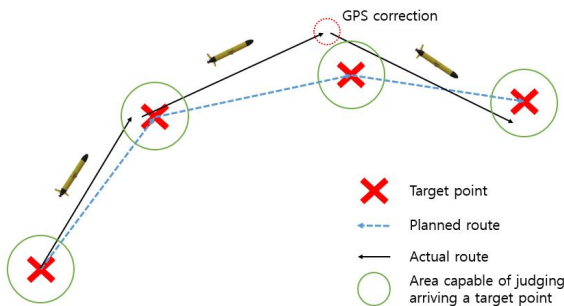 GPS correction
Target point
Planned route
Actual route
Area capable of judging
arriving a target point